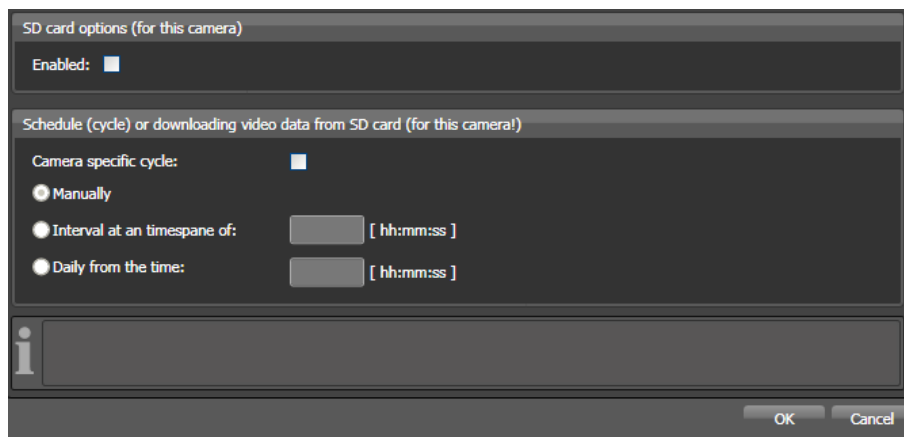 SD card options (for this camera)
Enabled:
Schedule (cycle) or downloading video data from SD card (for this camera!)
Camera specific cycle:
Manually
Interval at an timespane of: [ hh:mm:ss ]
Daily from the time: [ hh:mm:ss ]
OK Cancel